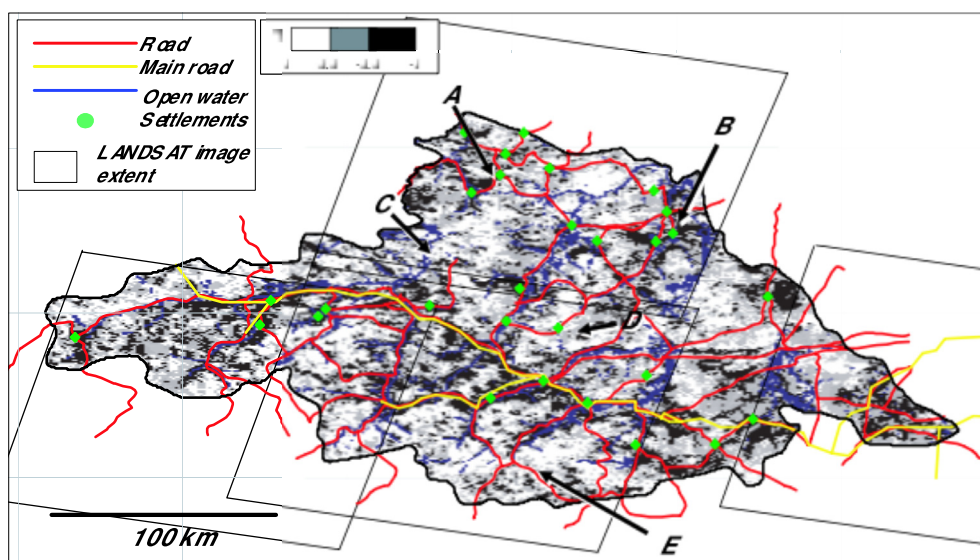 Road
Main road
Open water
Settlements
LANDSAT image
extent
A
B
C
D
E
100 km